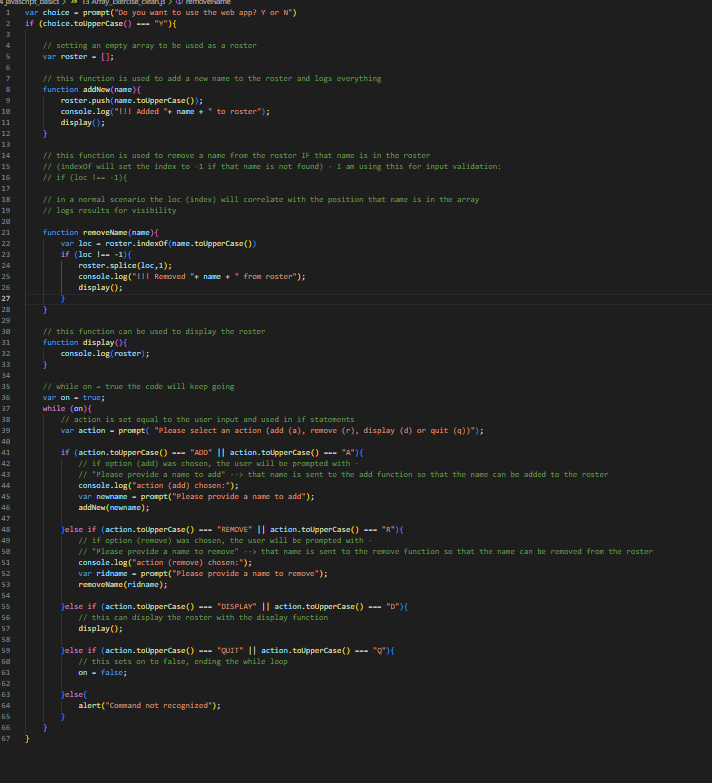 javascript_basics > JS 13 Array_Exercise_clean.js > removeName
1 var choice = prompt("Do you want to use the web app? Y or N")
2 if (choice.toUpperCase() === "Y"){
3
4 // setting an empty array to be used as a roster
5 var roster = [];
6
7 // this function is used to add a new name to the roster and logs everything
8 function addNew(name){
9 roster.push(name.toUpperCase());
10 console.log("!!! Added "+ name + " to roster");
11 display();
12 }
13
14 // this function is used to remove a name from the roster IF that name is in the roster
15 // (indexOf will set the index to -1 if that name is not found) - I am using this for input validation:
16 // if (loc !== -1){
17
18 // in a normal scenario the loc (index) will correlate with the position that name is in the array
19 // logs results for visibility
20
21 function removeName(name){
22 var loc = roster.indexOf(name.toUpperCase())
23 if (loc !== -1){
24 roster.splice(loc,1);
25 console.log("!!! Removed "+ name + " from roster");
26 display();
27 }
28 }
29
30 // this function can be used to display the roster
31 function display(){
32 console.log(roster);
33 }
34
35 // while on = true the code will keep going
36 var on = true;
37 while (on){
38 // action is set equal to the user input and used in if statements
39 var action = prompt( "Please select an action (add (a), remove (r), display (d) or quit (q))");
40
41 if (action.toUpperCase() === "ADD" || action.toUpperCase() === "A"){
42 // if option (add) was chosen, the user will be prompted with -
43 // "Please provide a name to add" --> that name is sent to the add function so that the name can be added to the roster
44 console.log("action (add) chosen:");
45 var newname = prompt("Please provide a name to add");
46 addNew(newname);
47
48 }else if (action.toUpperCase() === "REMOVE" || action.toUpperCase() === "R"){
49 // if option (remove) was chosen, the user will be prompted with -
50 // "Please provide a name to remove" --> that name is sent to the remove function so that the name can be removed from the roster
51 console.log("action (remove) chosen:");
52 var ridname = prompt("Please provide a name to remove");
53 removeName(ridname);
54
55 }else if (action.toUpperCase() === "DISPLAY" || action.toUpperCase() === "D"){
56 // this can display the roster with the display function
57 display();
58
59 }else if (action.toUpperCase() === "QUIT" || action.toUpperCase() === "Q"){
60 // this sets on to false, ending the while loop
61 on = false;
62
63 }else{
64 alert("Command not recognized");
65 }
66 }
67 }